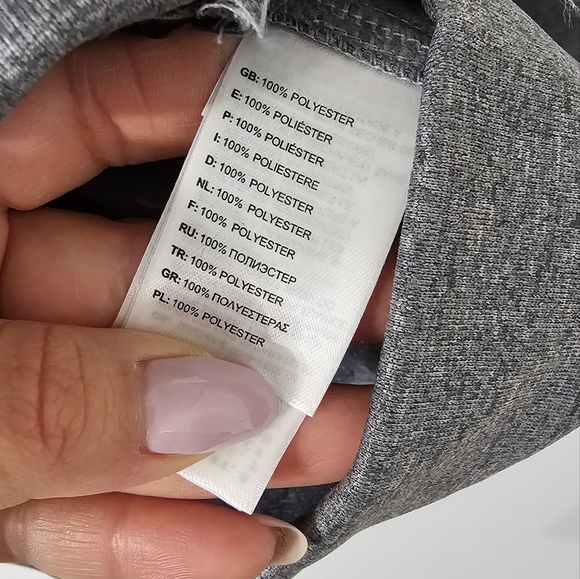 GB: 100% POLYESTER
E: 100% POLIÉSTER
P: 100% POLIÉSTER
I: 100% POLIESTERE
D: 100% POLYESTER
NL: 100% POLYESTER
F: 100% POLYESTER
RU: 100% ПОЛИЭСТЕР
TR: 100% POLYESTER
GR: 100% ΠΟΛΥΕΣΤΕΡΑΣ
PL: 100% POLYESTER